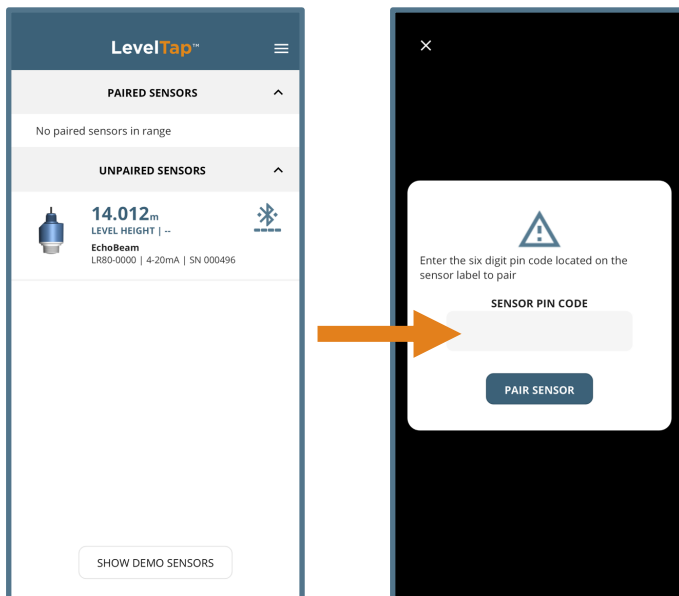 LevelTap™
PAIRED SENSORS
No paired sensors in range
UNPAIRED SENSORS
14.012m
LEVEL HEIGHT | --
EchoBeam
LR80-0000 | 4-20mA | SN 000496
SHOW DEMO SENSORS
Enter the six digit pin code located on the
sensor label to pair
SENSOR PIN CODE
PAIR SENSOR